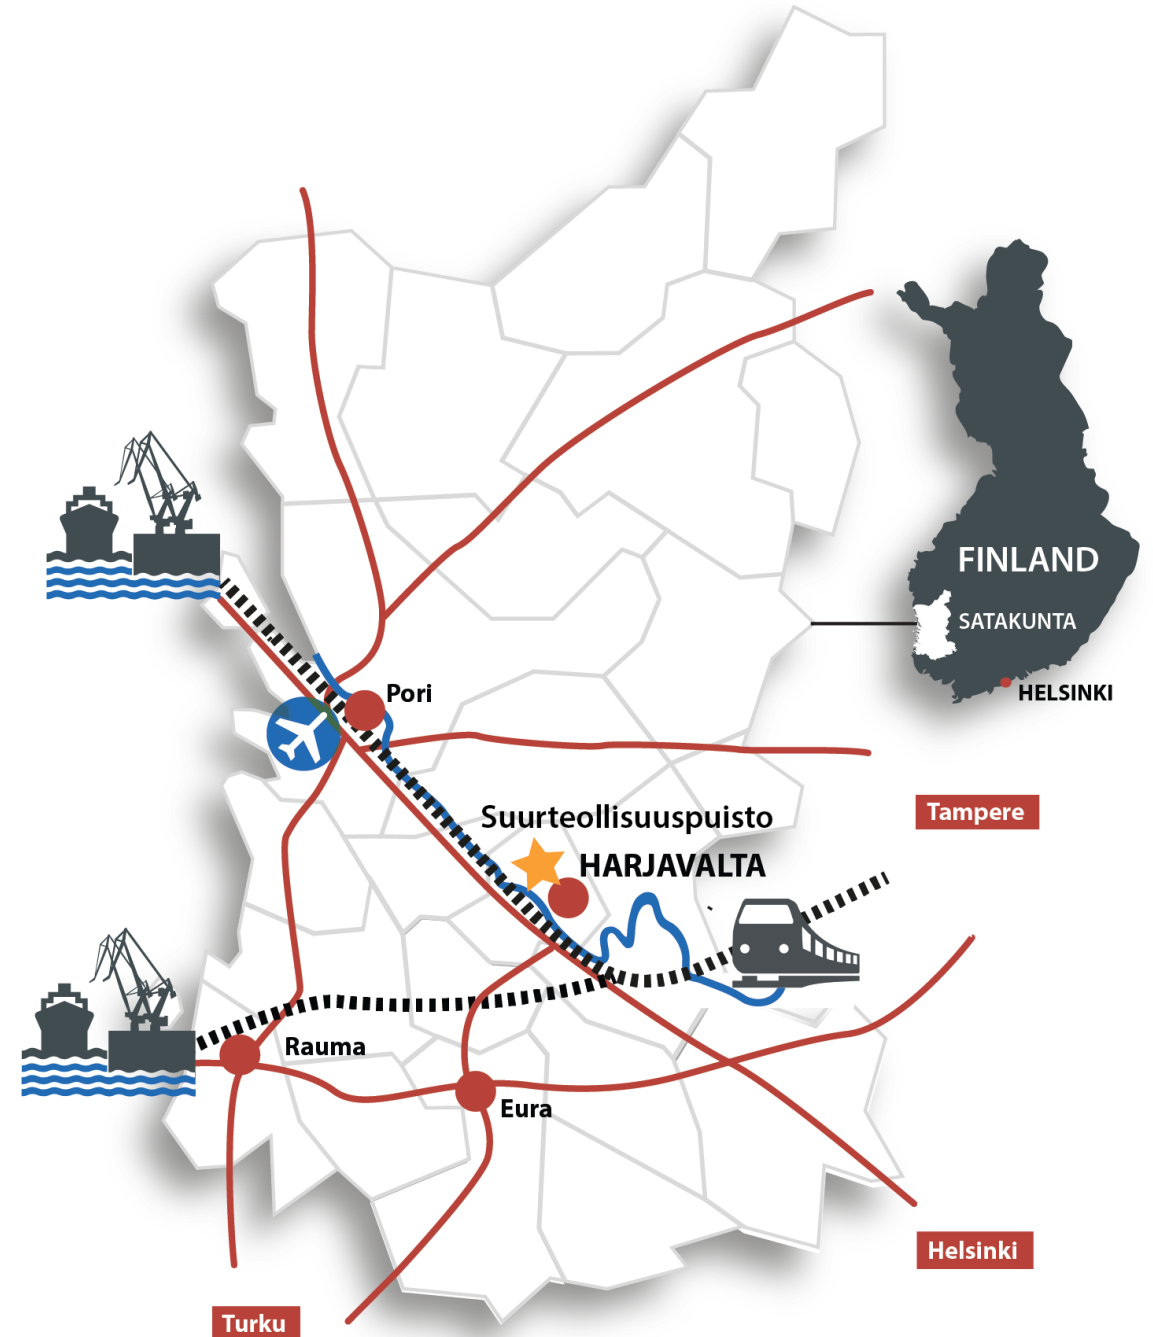 FINLAND
SATAKUNTA
HELSINKI
Pori
Tampere
Suurteollisuuspuisto
HARJAVALTA
Rauma
Eura
Helsinki
Turku